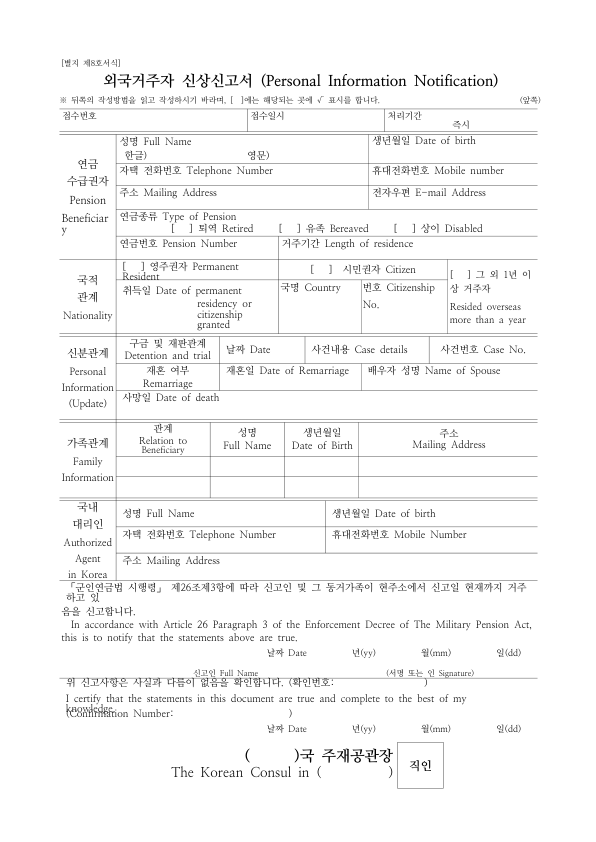 [별지 제8호서식]
외국거주자 신상신고서 (Personal Information Notification)
※ 뒤쪽의 작성방법을 읽고 작성하시기 바라며, [ ]에는 해당되는 곳에 √ 표시를 합니다. (앞쪽)
접수번호 접수일시 처리기간
즉시
연금
수급권자
Pension
Beneficiar
y
성명 Full Name 생년월일 Date of birth
한글) 영문)
자택 전화번호 Telephone Number 휴대전화번호 Mobile number
주소 Mailing Address 전자우편 E-mail Address
연금종류 Type of Pension
[ ] 퇴역 Retired [ ] 유족 Bereaved [ ] 상이 Disabled
연금번호 Pension Number 거주기간 Length of residence
국적
관계
Nationality
[ ] 영주권자 Permanent
Resident
[ ] 시민권자 Citizen
[ ] 그 외 1년 이
상 거주자
Resided overseas
more than a year
취득일 Date of permanent
residency or
citizenship
granted
국명 Country
번호 Citizenship
No.
신분관계
Personal
Information
(Update)
구금 및 재판관계
Detention and trial
날짜 Date 사건내용 Case details 사건번호 Case No.
재혼 여부
Remarriage
재혼일 Date of Remarriage 배우자 성명 Name of Spouse
사망일 Date of death
가족관계
Family
Information
관계
Relation to
Beneficiary
성명
Full Name
생년월일
Date of Birth
주소
Mailing Address
국내
대리인
Authorized
Agent
in Korea
성명 Full Name 생년월일 Date of birth
자택 전화번호 Telephone Number 휴대전화번호 Mobile Number
주소 Mailing Address
「군인연금법 시행령」 제26조제3항에 따라 신고인 및 그 동거가족이 현주소에서 신고일 현재까지 거주
하고 있
음을 신고합니다.
In accordance with Article 26 Paragraph 3 of the Enforcement Decree of The Military Pension Act,
this is to notify that the statements above are true.
날짜 Date 년(yy) 월(mm) 일(dd)
신고인 Full Name (서명 또는 인 Signature)
위 신고사항은 사실과 다름이 없음을 확인합니다. (확인번호: )
I certify that the statements in this document are true and complete to the best of my
knowledge.
(Confirmation Number: )
날짜 Date 년(yy) 월(mm) 일(dd)
( )국 주재공관장
The Korean Consul in ( )
직인